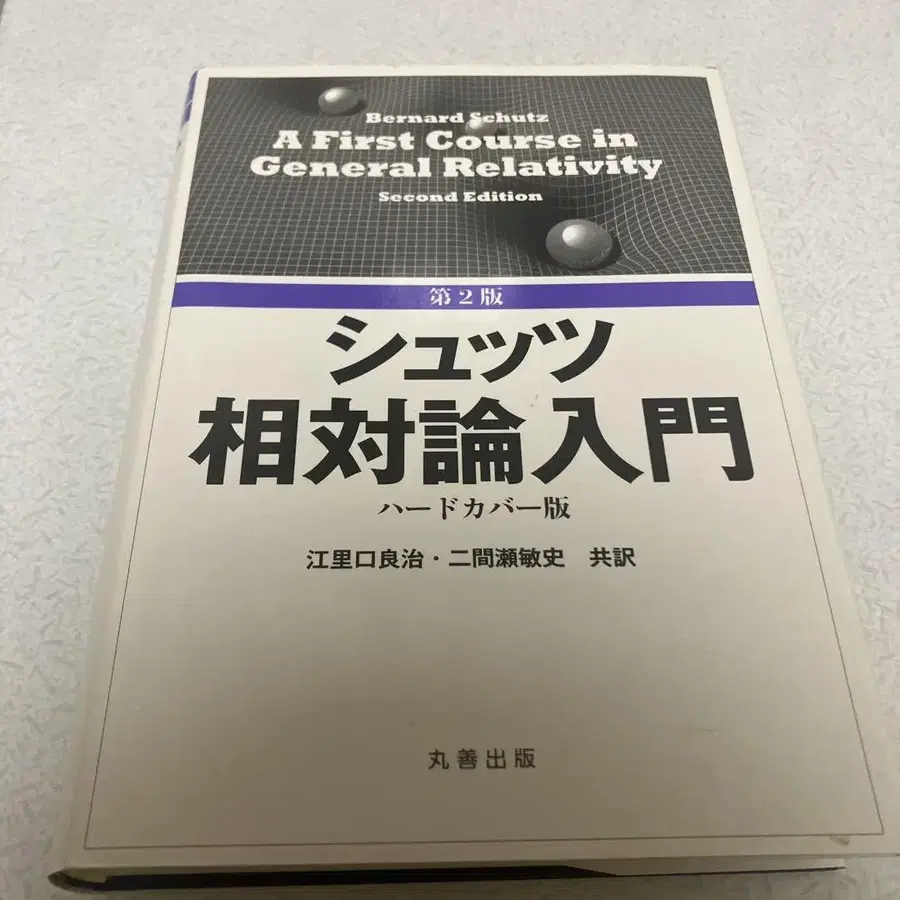 Bernard Schutz
A First Course in
General Relativity
Second Edition
第2版
シュッツ
相対論入門
ハードカバー版
江里口良治・二間瀬敏史 共訳
丸善出版